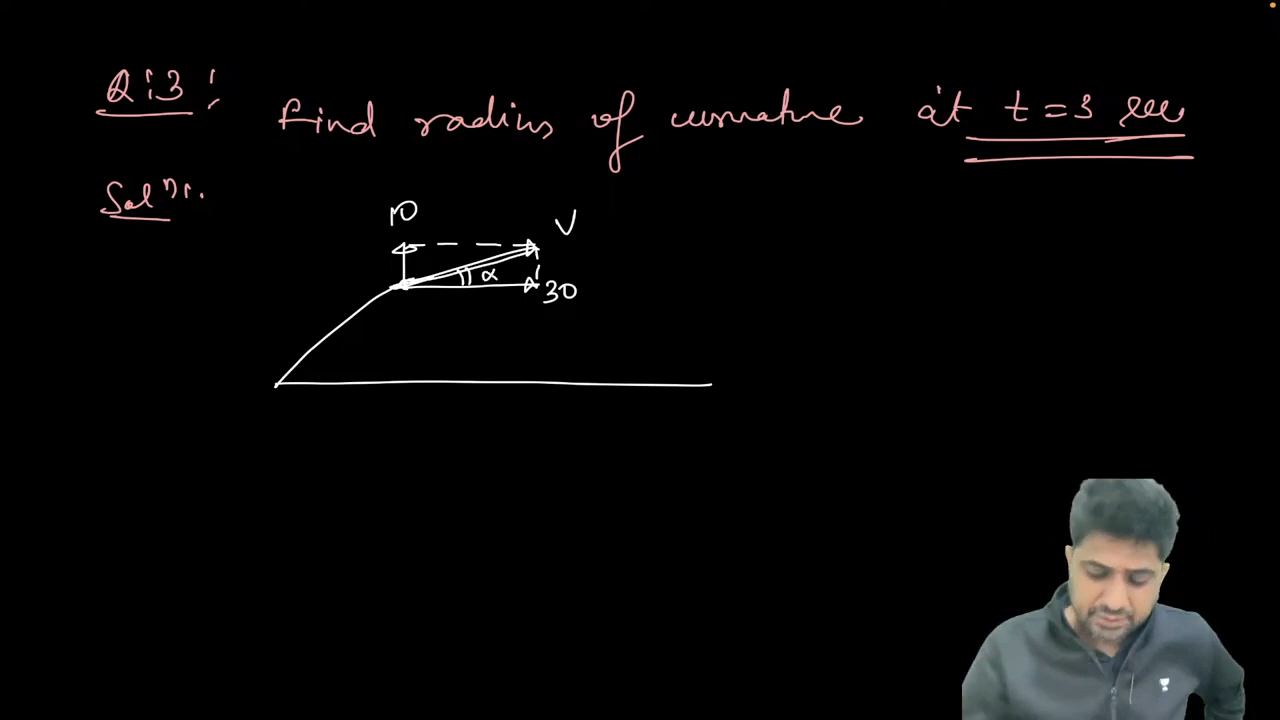 Q:3: find radius of curvature at t = 3 sec
Soln:.
10
V
α
30